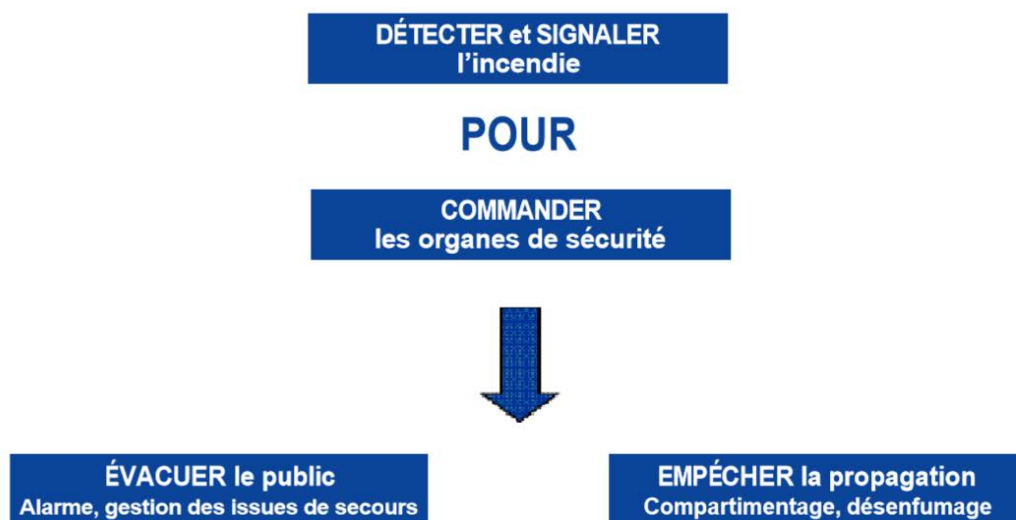 DÉTECTER et SIGNALER
l'incendie
POUR
COMMANDER
les organes de sécurité
ÉVACUER le public
Alarme, gestion des issues de secours
EMPÉCHER la propagation
Compartimentage, désenfumage